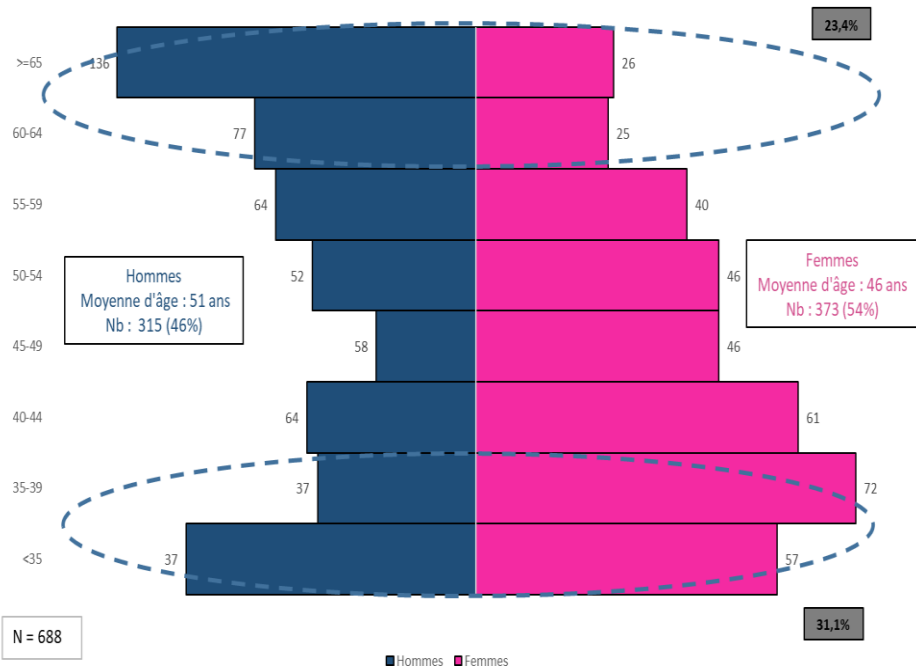 23,4%
>=65 136 26
60-64 77 25
55-59 64 40
Hommes
Moyenne d'âge : 51 ans
Nb : 315 (46%)
50-54 52 46
Femmes
Moyenne d'âge : 46 ans
Nb : 373 (54%)
45-49 58 46
40-44 64 61
35-39 37 72
<35 37 57
31,1%
N = 688
Hommes Femmes